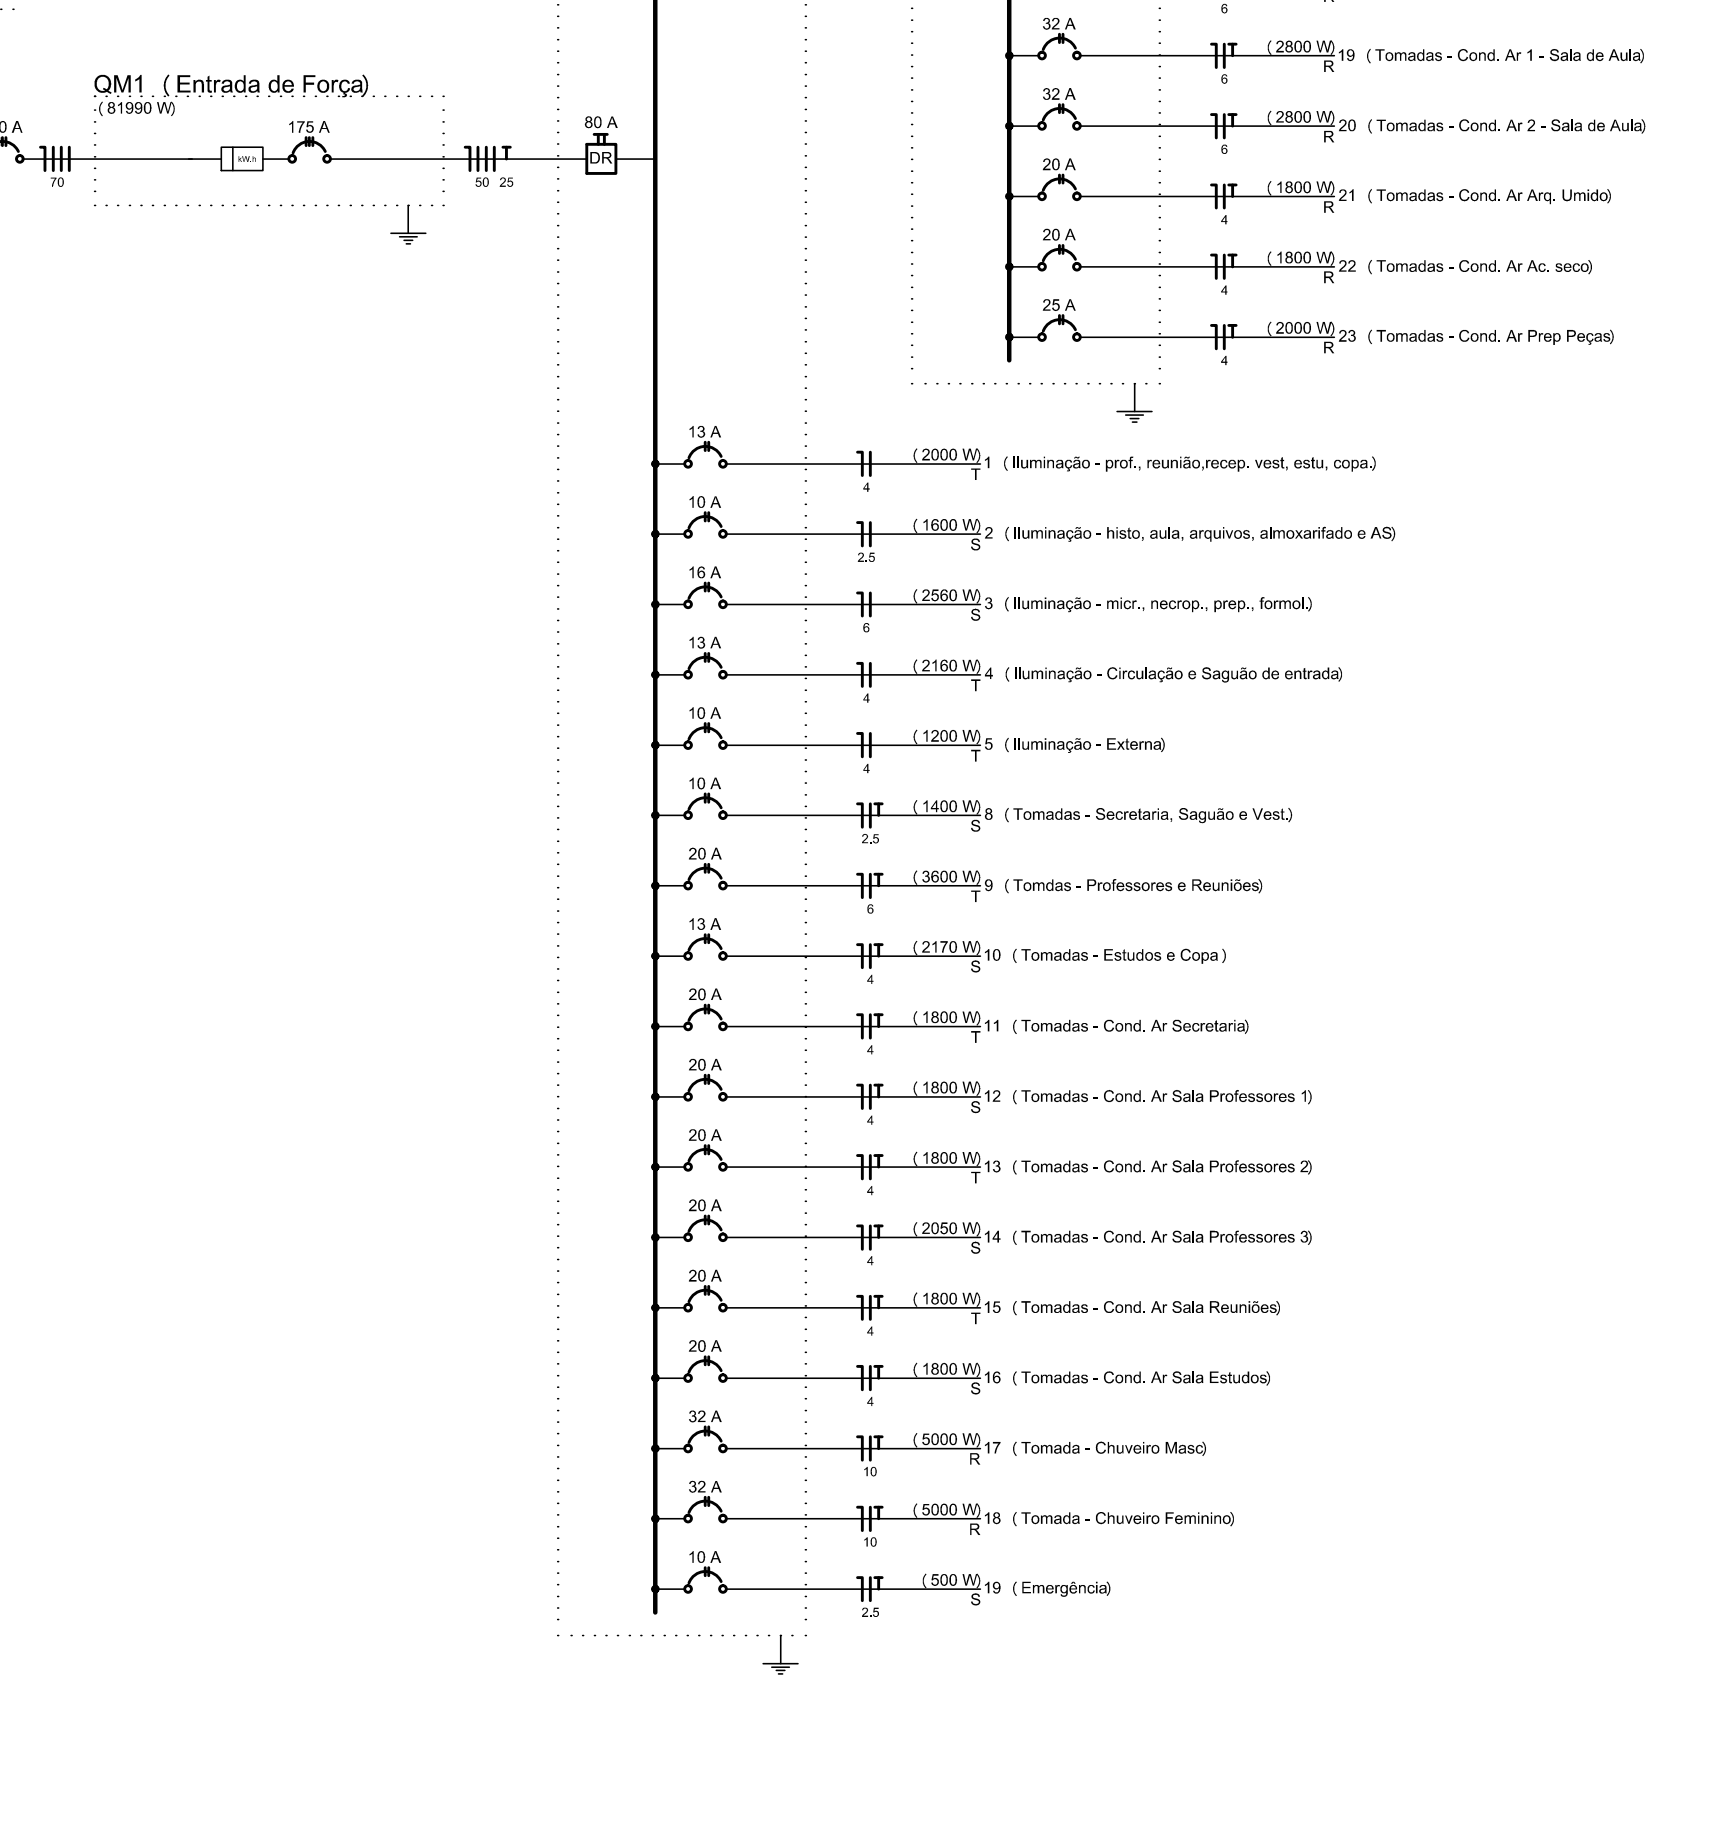 6
32 A
(2800 W) 19 (Tomadas - Cond. Ar 1 - Sala de Aula)
R
6
32 A
(2800 W) 20 (Tomadas - Cond. Ar 2 - Sala de Aula)
R
6
20 A
(1800 W) 21 (Tomadas - Cond. Ar Arq. Umido)
R
4
20 A
(1800 W) 22 (Tomadas - Cond. Ar Ac. seco)
R
4
25 A
(2000 W) 23 (Tomadas - Cond. Ar Prep Peças)
R
4
QM1 (Entrada de Força)
(81990 W)
0 A
70
kW.h
175 A
50 25
80 A
DR
13 A
(2000 W) 1 (Iluminação - prof., reunião,recep. vest, estu, copa.)
T
4
10 A
(1600 W) 2 (Iluminação - histo, aula, arquivos, almoxarifado e AS)
S
2.5
16 A
(2560 W) 3 (Iluminação - micr., necrop., prep., formol.)
S
6
13 A
(2160 W) 4 (Iluminação - Circulação e Saguão de entrada)
T
4
10 A
(1200 W) 5 (Iluminação - Externa)
T
4
10 A
(1400 W) 8 (Tomadas - Secretaria, Saguão e Vest.)
S
2.5
20 A
(3600 W) 9 (Tomdas - Professores e Reuniões)
T
6
13 A
(2170 W) 10 (Tomadas - Estudos e Copa )
S
4
20 A
(1800 W) 11 (Tomadas - Cond. Ar Secretaria)
T
4
20 A
(1800 W) 12 (Tomadas - Cond. Ar Sala Professores 1)
S
4
20 A
(1800 W) 13 (Tomadas - Cond. Ar Sala Professores 2)
T
4
20 A
(2050 W) 14 (Tomadas - Cond. Ar Sala Professores 3)
S
4
20 A
(1800 W) 15 (Tomadas - Cond. Ar Sala Reuniões)
T
4
20 A
(1800 W) 16 (Tomadas - Cond. Ar Sala Estudos)
S
4
32 A
(5000 W) 17 (Tomada - Chuveiro Masc)
R
10
32 A
(5000 W) 18 (Tomada - Chuveiro Feminino)
R
10
10 A
(500 W) 19 (Emergência)
S
2.5